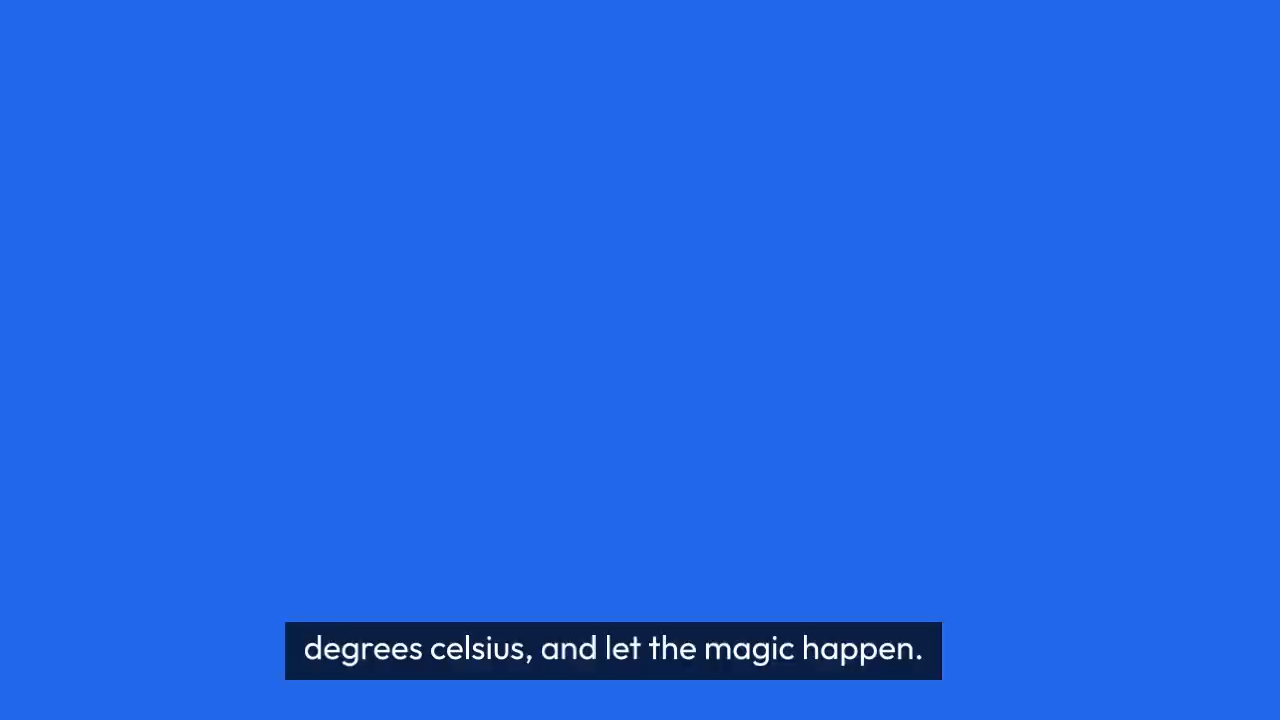 degrees celsius, and let the magic happen.